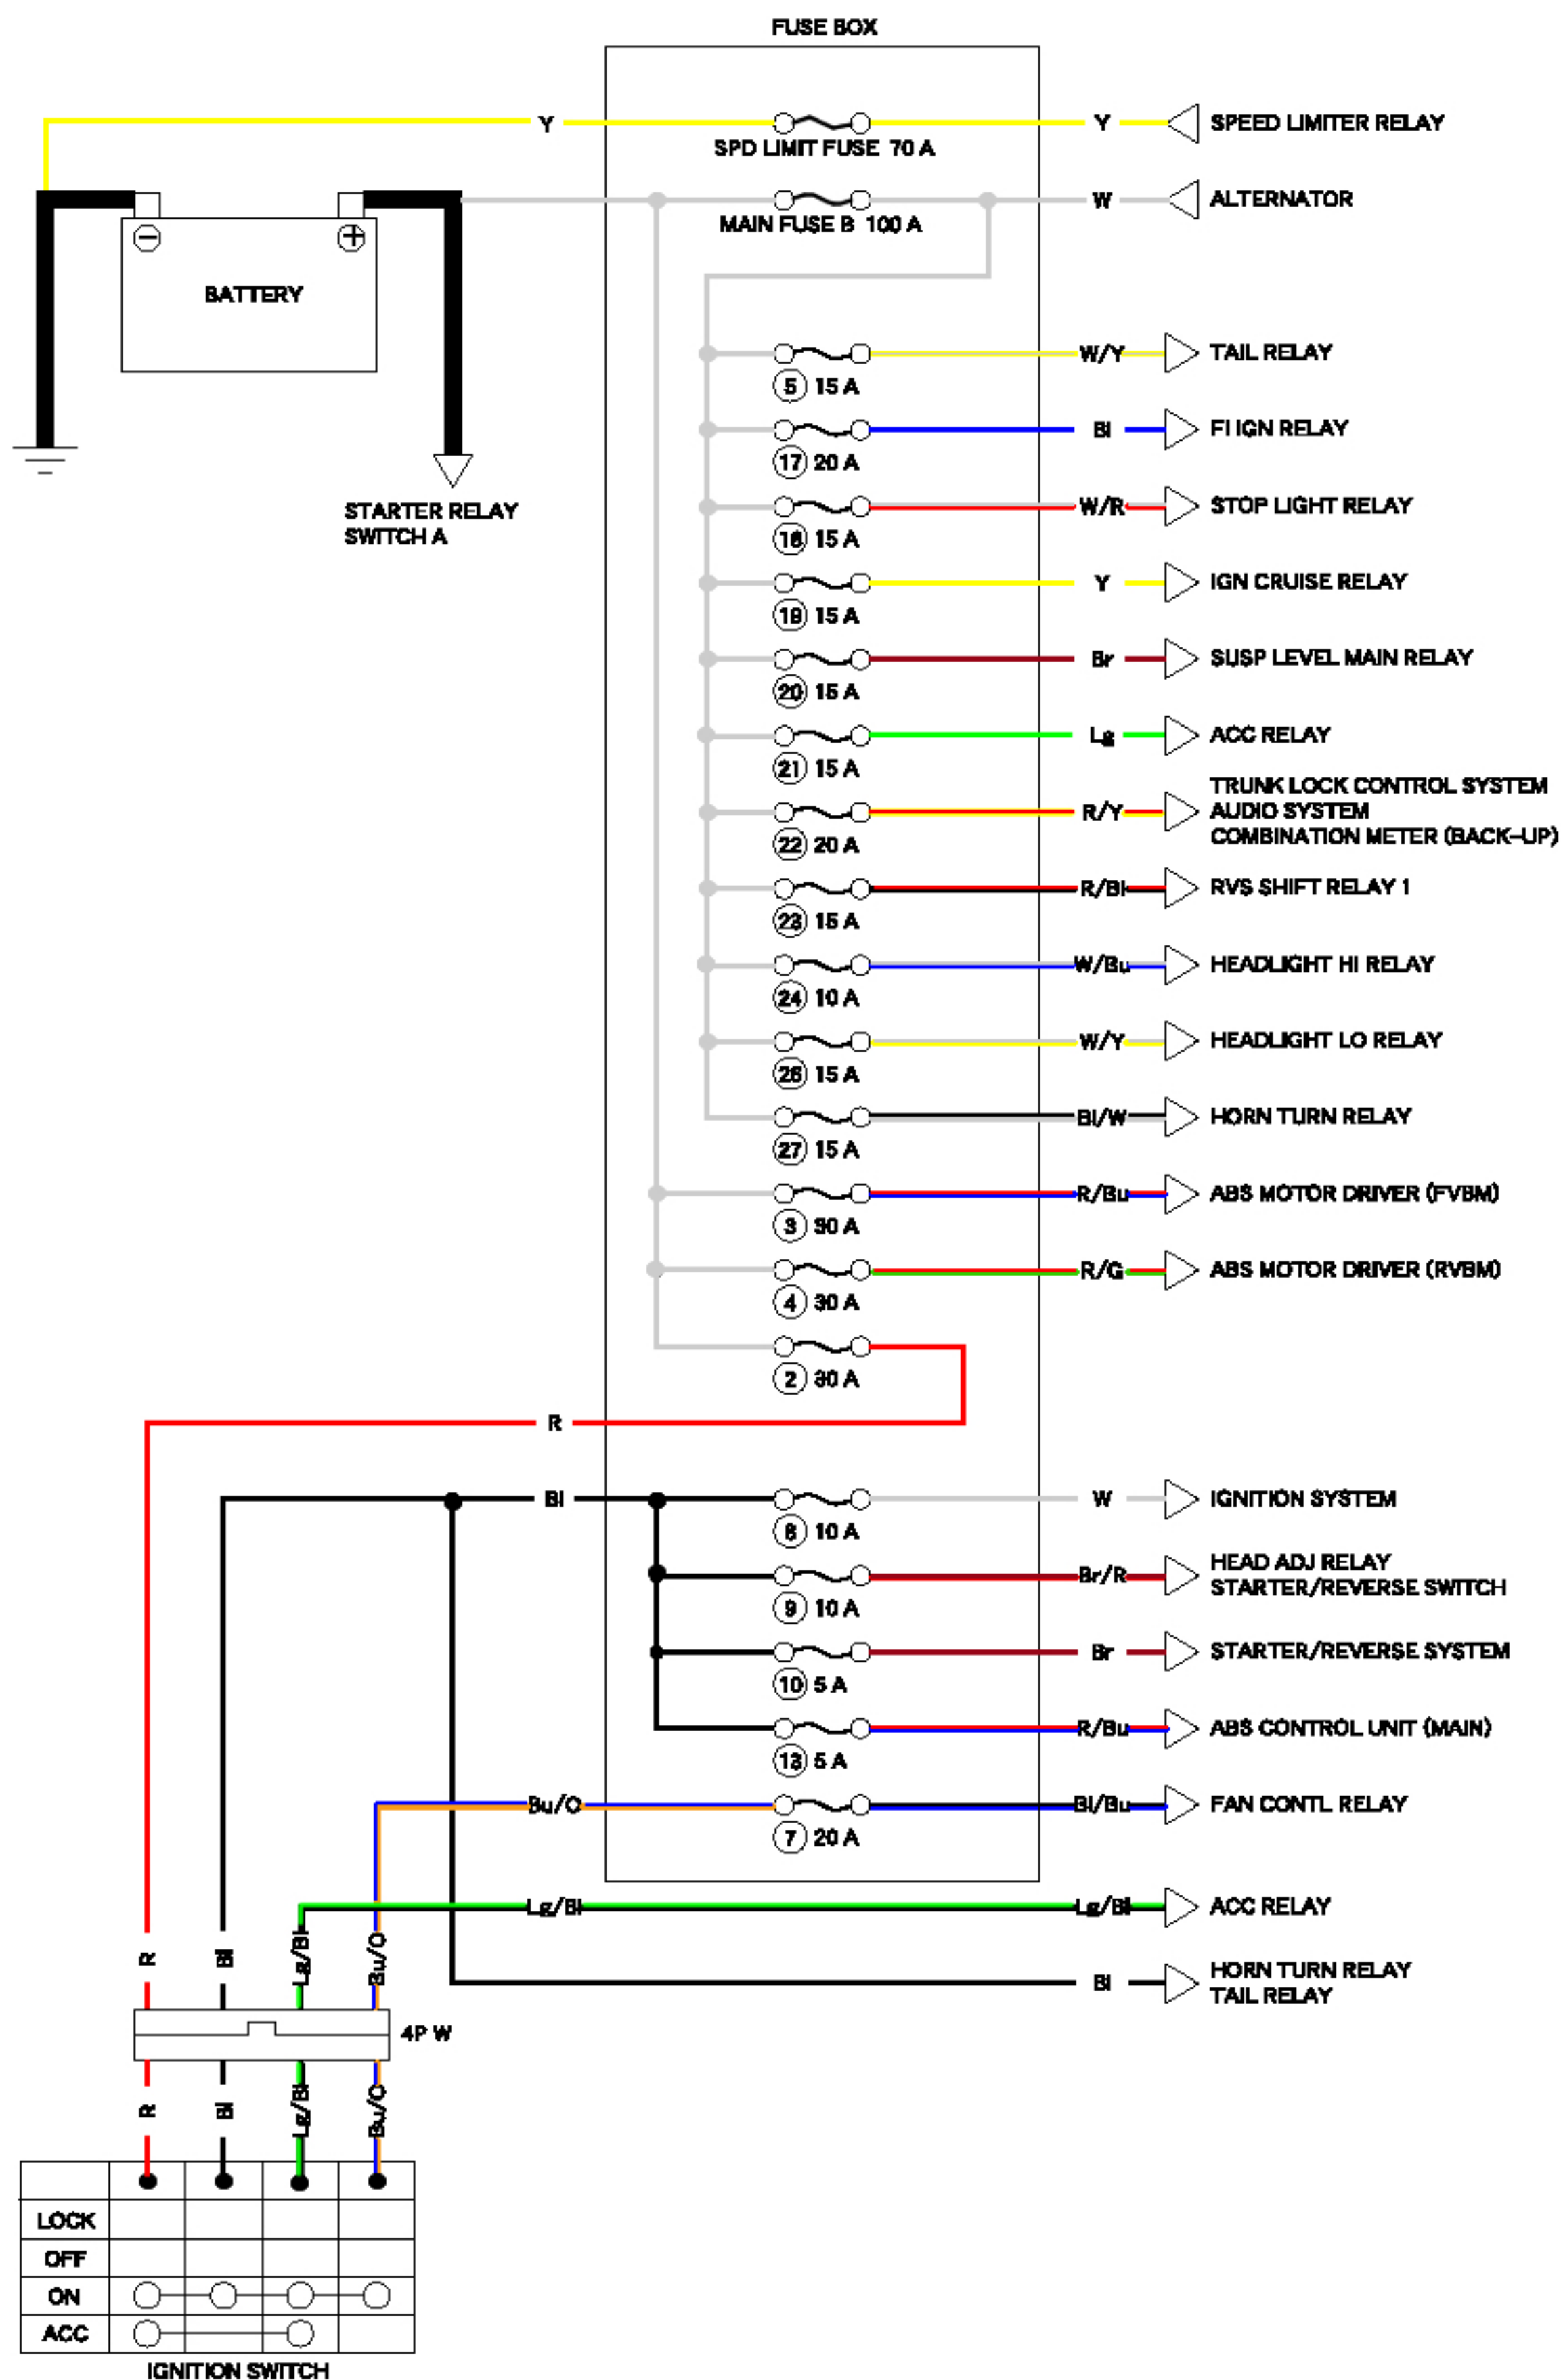 FUSE BOX
Y
Y
SPEED LIMITER RELAY
SPD LIMIT FUSE 70 A
W
ALTERNATOR
MAIN FUSE B 100 A
BATTERY
STARTER RELAY
SWITCH A
W/Y
TAIL RELAY
5 15 A
Bl
FI IGN RELAY
17 20 A
W/R
STOP LIGHT RELAY
18 15 A
Y
IGN CRUISE RELAY
19 15 A
Br
SUSP LEVEL MAIN RELAY
20 15 A
Lg
ACC RELAY
21 15 A
R/Y
TRUNK LOCK CONTROL SYSTEM
AUDIO SYSTEM
COMBINATION METER (BACK-UP)
22 20 A
R/Bl
RVS SHIFT RELAY 1
23 15 A
W/Bu
HEADLIGHT HI RELAY
24 10 A
W/Y
HEADLIGHT LO RELAY
15 A
Bl/W
HORN TURN RELAY
27 15 A
R/Bu
ABS MOTOR DRIVER (FVBM)
3 30 A
R/G
ABS MOTOR DRIVER (RVBM)
4 30 A
2 30 A
R
Bl
W
IGNITION SYSTEM
10 A
Br/R
HEAD ADJ RELAY
STARTER/REVERSE SWITCH
9 10 A
Br
STARTER/REVERSE SYSTEM
10 5 A
R/Bu
ABS CONTROL UNIT (MAIN)
13 5 A
Bu/O
Bl/Bu
FAN CONTL RELAY
7 20 A
Lg/Bl
Lg/Bl
ACC RELAY
R
Bl
Lg/Bl
Bu/O
Bl
HORN TURN RELAY
TAIL RELAY
4P W
R
Bl
Lg/Bl
Bu/O
LOCK
OFF
ON
ACC
IGNITION SWITCH